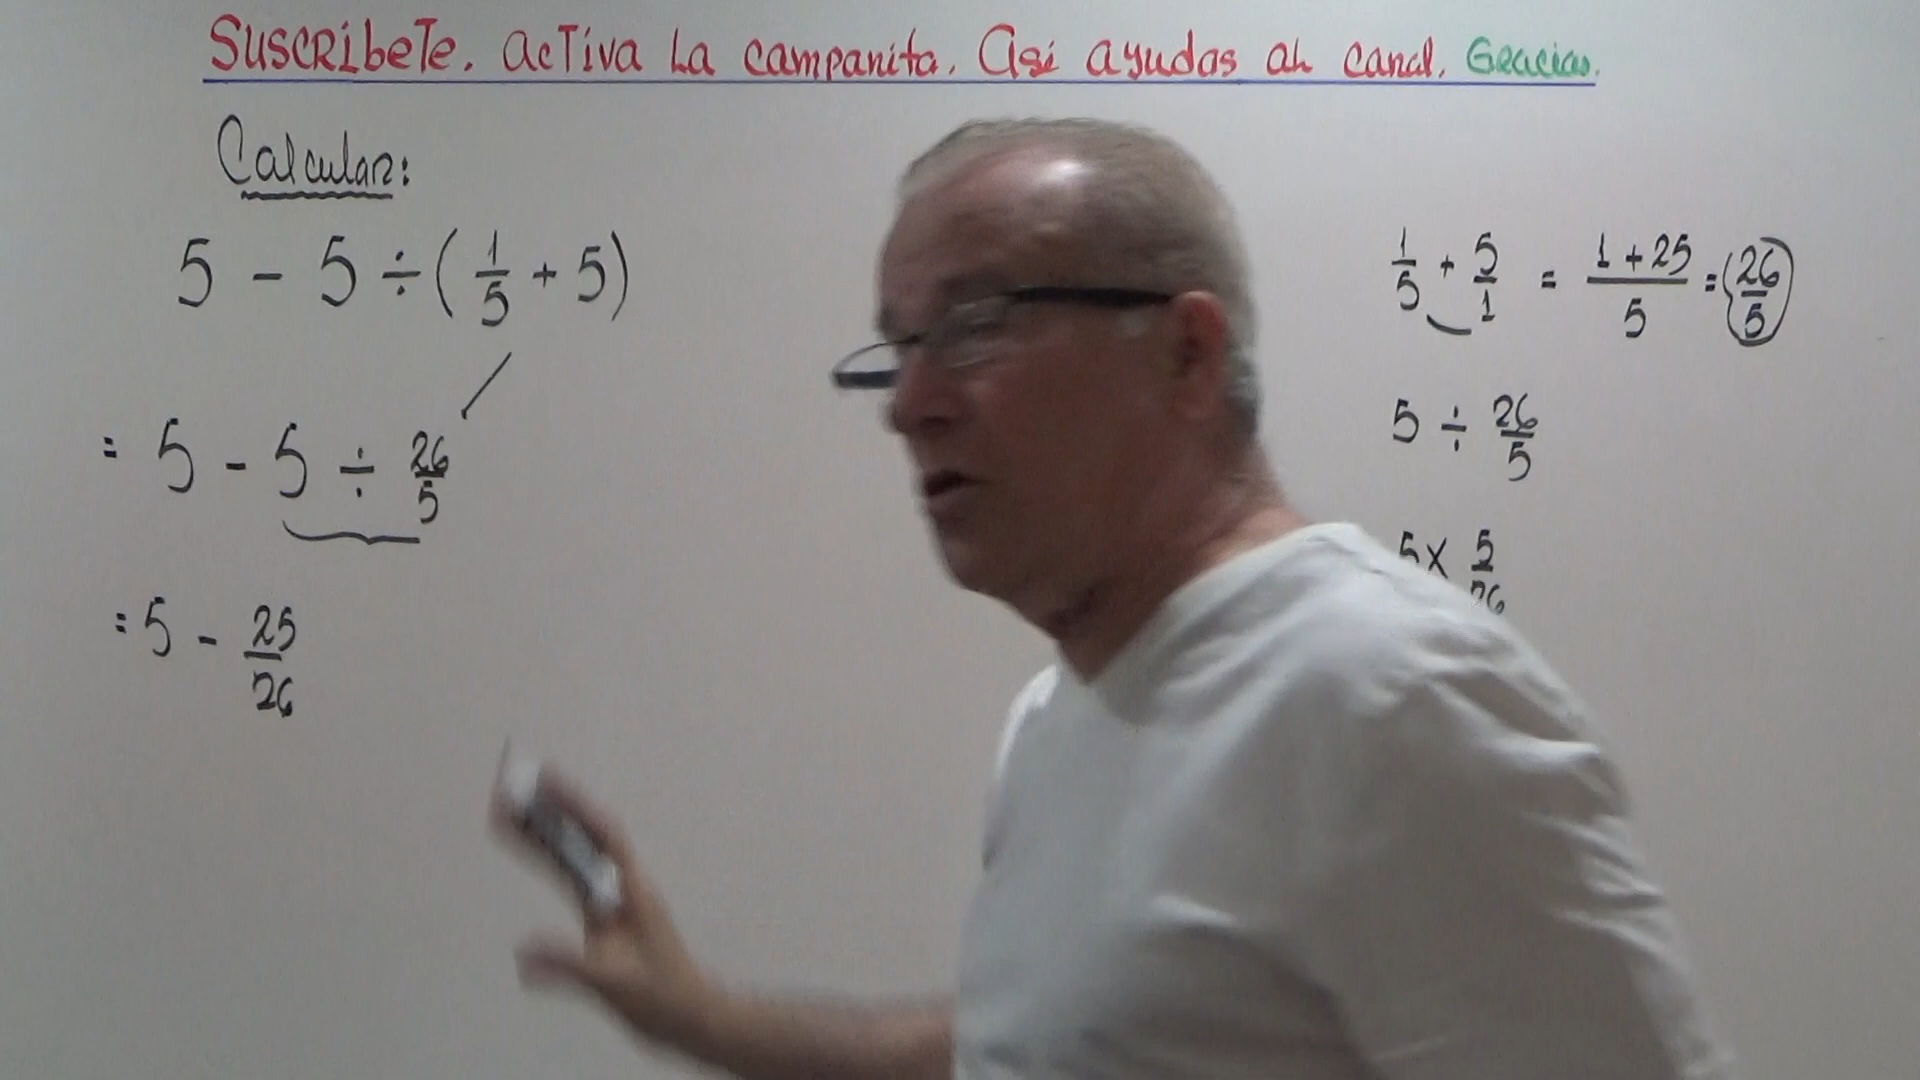 Suscríbete. activa la campanita. Así ayudas al canal. Gracias.
Calcular:
5 - 5 ÷ ( 1/5 + 5)
= 5 - 5 ÷ 26/5
= 5 - 25/26
1/5 + 5/1 = 1 + 25/5 = 26/5
5 ÷ 26/5
5 x 5/26